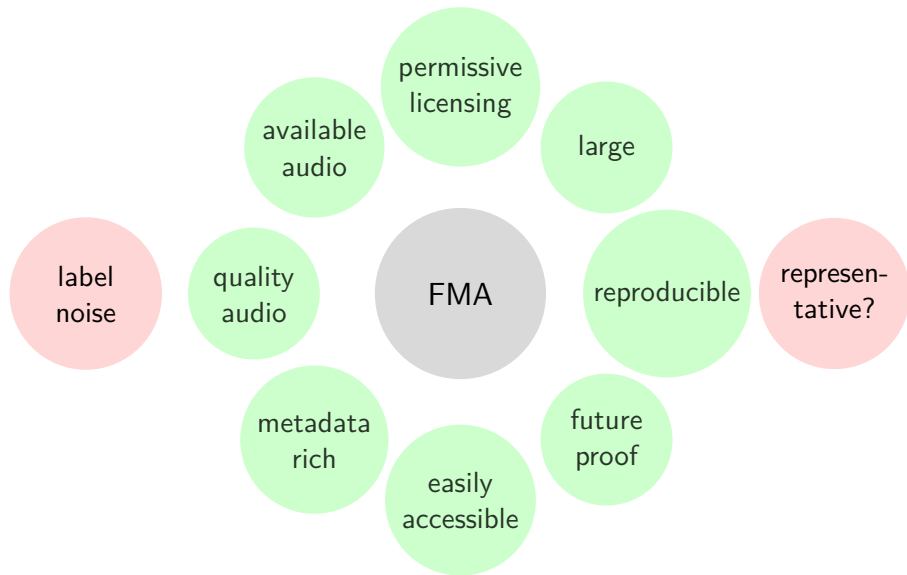 permissive
licensing
available
audio
large
label
noise
quality
audio
FMA
reproducible
represen-
tative?
metadata
rich
future
proof
easily
accessible